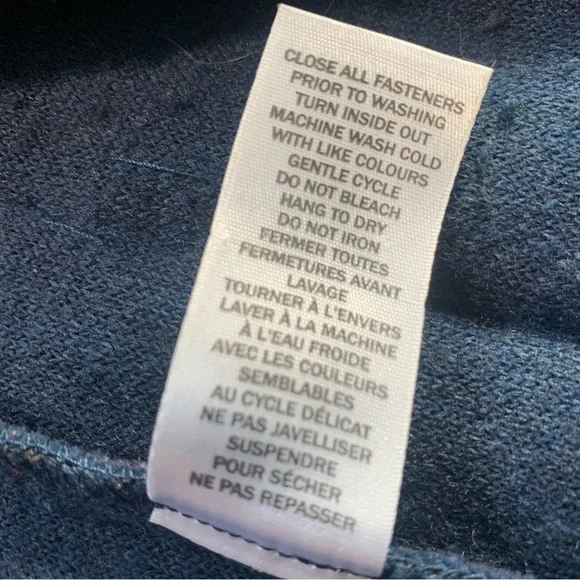 CLOSE ALL FASTENERS
PRIOR TO WASHING
TURN INSIDE OUT
MACHINE WASH COLD
WITH LIKE COLOURS
GENTLE CYCLE
DO NOT BLEACH
HANG TO DRY
DO NOT IRON
FERMER TOUTES
FERMETURES AVANT
LAVAGE
TOURNER À L'ENVERS
LAVER À LA MACHINE
À L'EAU FROIDE
AVEC LES COULEURS
SEMBLABLES
AU CYCLE DÉLICAT
NE PAS JAVELLISER
SUSPENDRE
POUR SÉCHER
NE PAS REPASSER